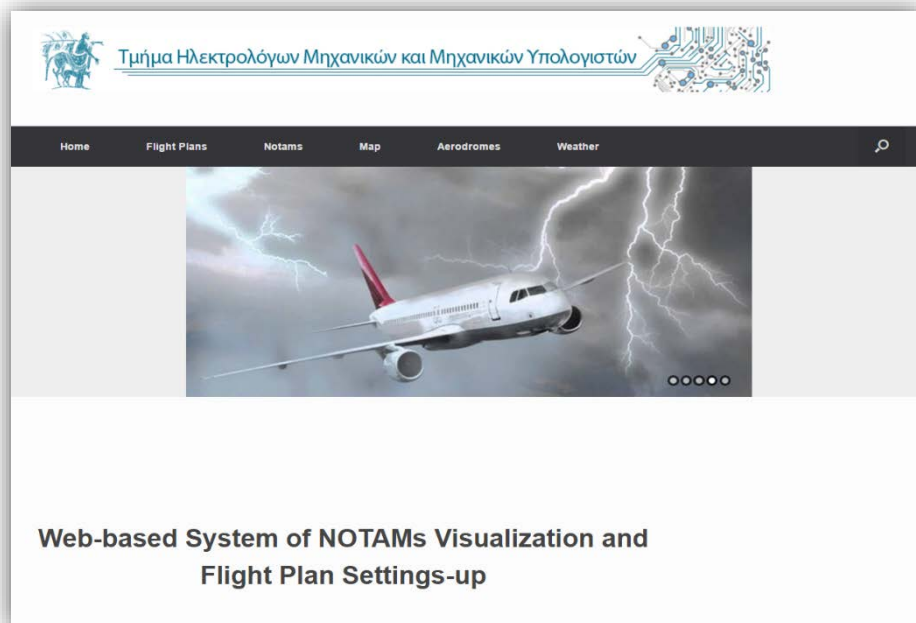 Τμήμα Ηλεκτρολόγων Μηχανικών και Μηχανικών Υπολογιστών
Home Flight Plans Notams Map Aerodromes Weather
Web-based System of NOTAMs Visualization and
Flight Plan Settings-up